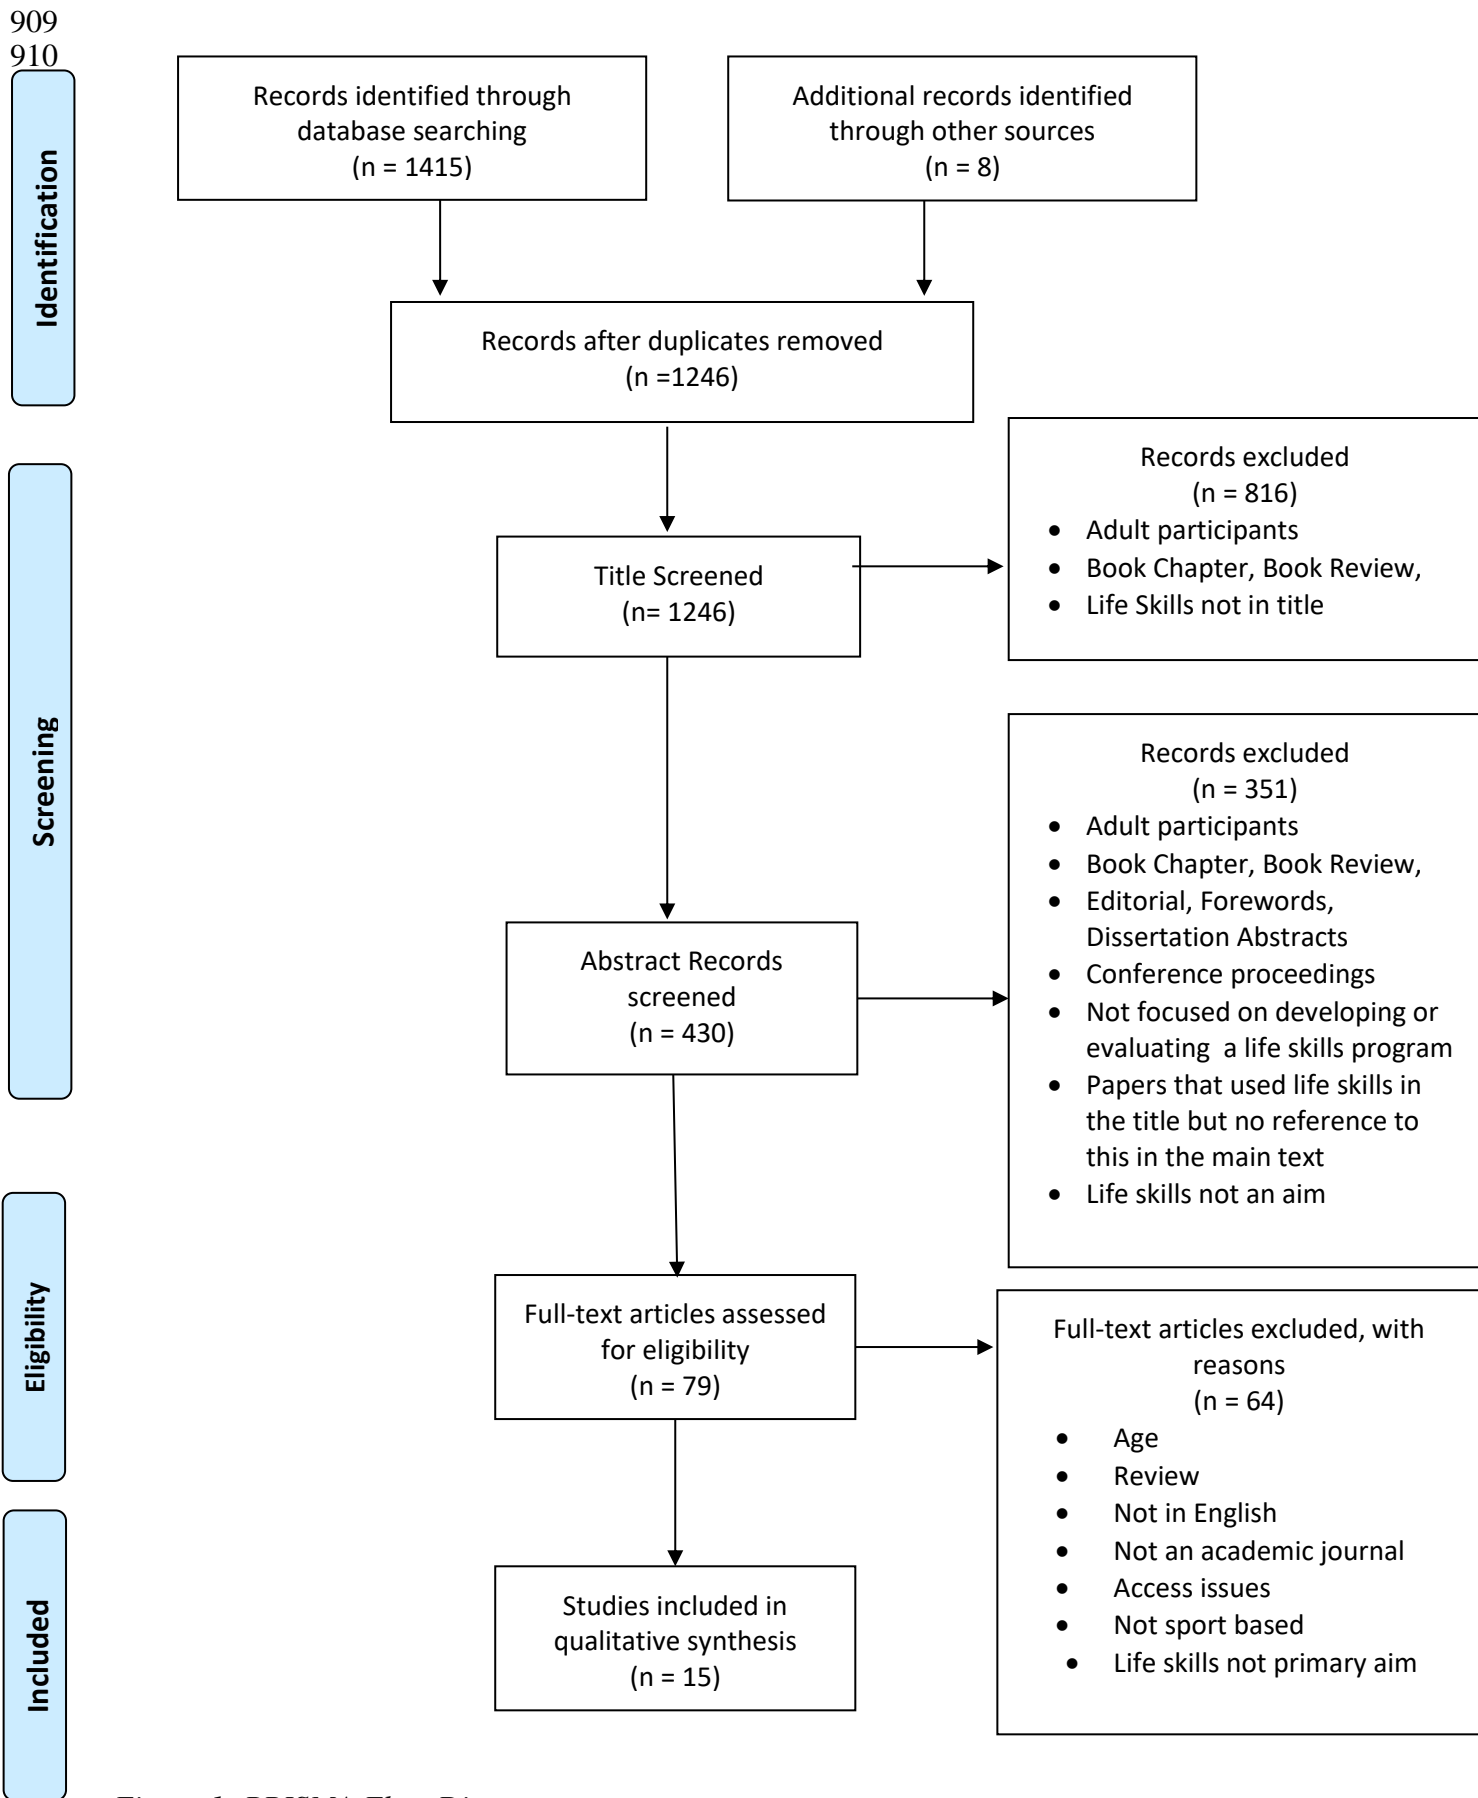 909
910
Identification
Records identified through
database searching
(n = 1415)
Additional records identified
through other sources
(n = 8)
Records after duplicates removed
(n =1246)
Screening
Title Screened
(n= 1246)
Records excluded
(n = 816)
• Adult participants
• Book Chapter, Book Review,
• Life Skills not in title
Abstract Records
screened
(n = 430)
Records excluded
(n = 351)
• Adult participants
• Book Chapter, Book Review,
• Editorial, Forewords,
Dissertation Abstracts
• Conference proceedings
• Not focused on developing or
evaluating  a life skills program
• Papers that used life skills in
the title but no reference to
this in the main text
• Life skills not an aim
Eligibility
Full-text articles assessed
for eligibility
(n = 79)
Full-text articles excluded, with
reasons
(n = 64)
• Age
• Review
• Not in English
• Not an academic journal
• Access issues
• Not sport based
• Life skills not primary aim
Included
Studies included in
qualitative synthesis
(n = 15)